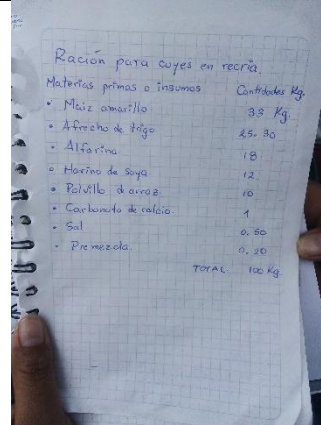 Ración para cuyes en recría.
Materias primas o insumos Cantidades Kg.
• Maiz amarillo 33 Kg.
• Afrecho de trigo 25.30
• Alfarina 18
• Harina de Soya 12
• Polvillo d arroz 10
• Carbonato de calcio 1
• Sal 0.50
• Premezcla 0.20
TOTAL 100 Kg